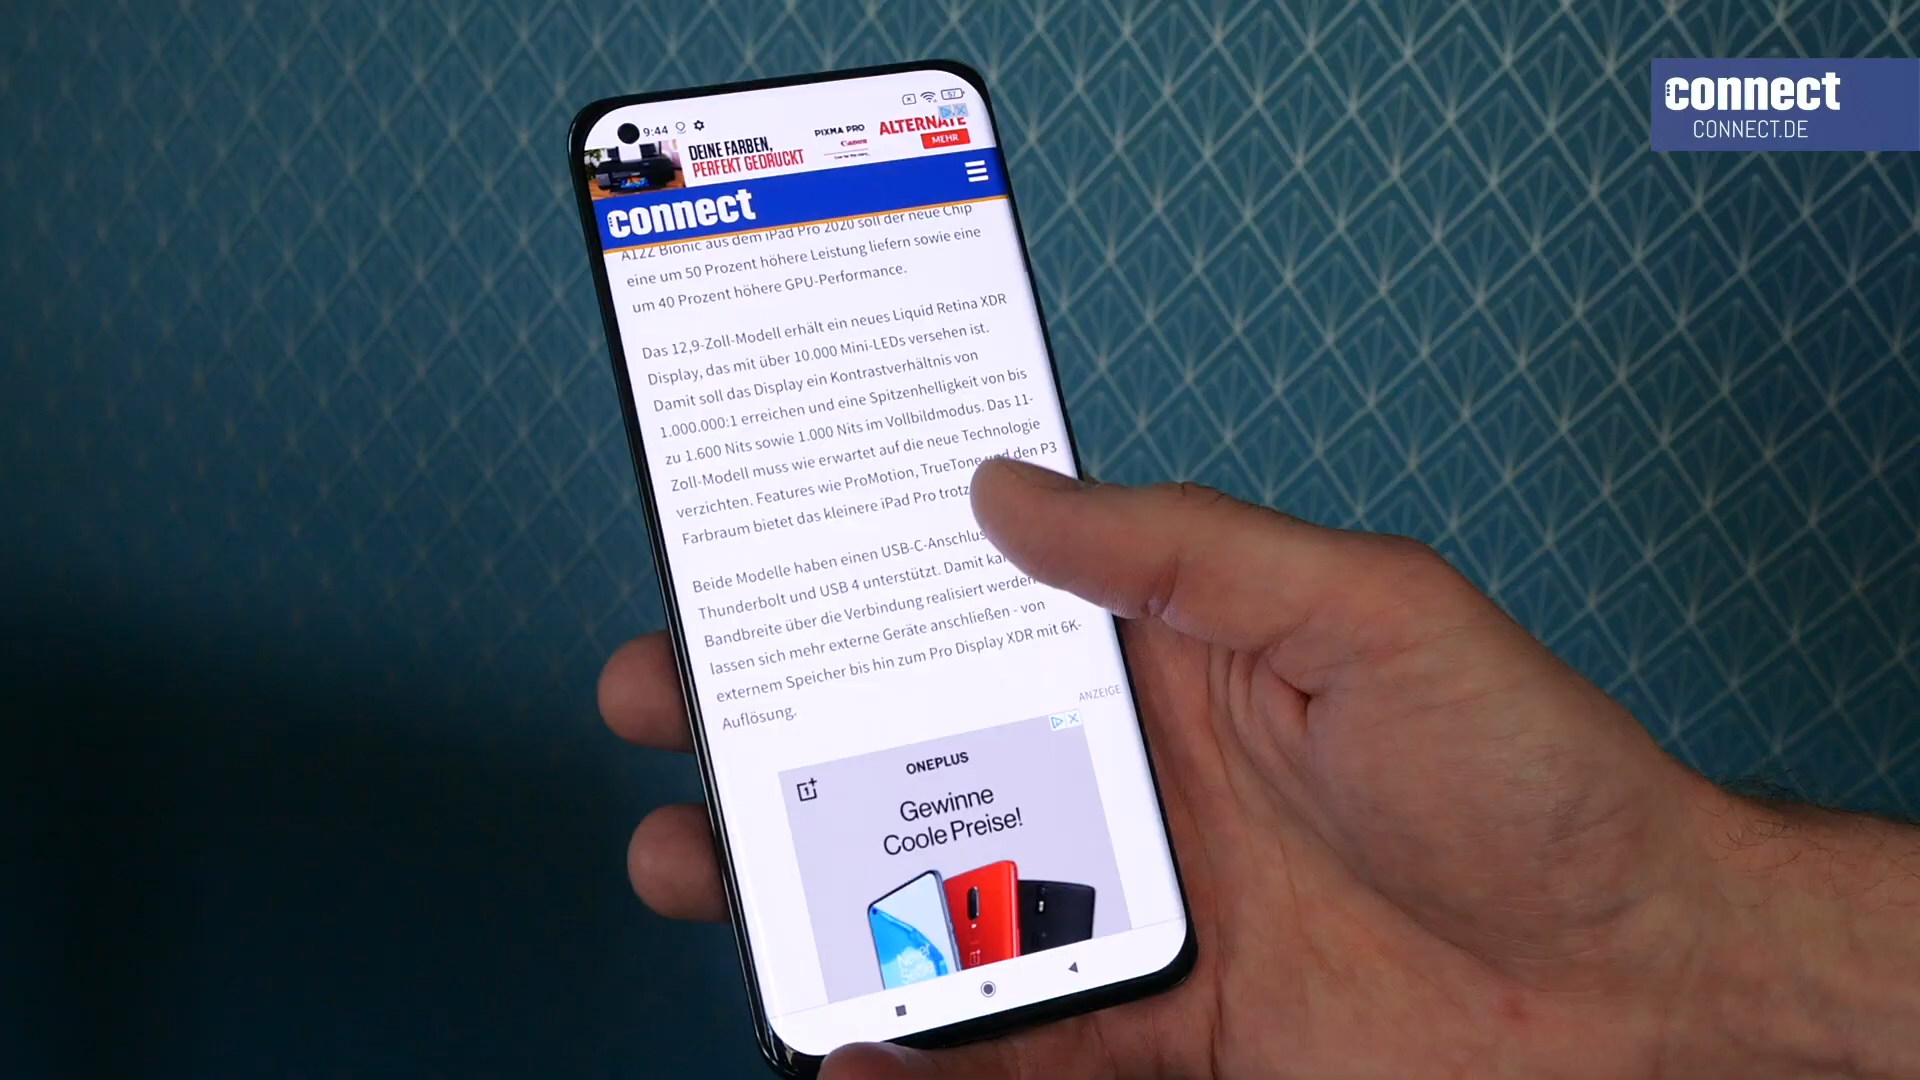 connect
CONNECT.DE
9:44
57
DEINE FARBEN,
PERFEKT GEDRUCKT
PIXMA PRO
Canon
ALTERNATE
MEHR
connect
A12Z Bionic aus dem iPad Pro 2020 soll der neue Chip
eine um 50 Prozent höhere Leistung liefern sowie eine
um 40 Prozent höhere GPU-Performance.
Das 12,9-Zoll-Modell erhält ein neues Liquid Retina XDR
Display, das mit über 10.000 Mini-LEDs versehen ist.
Damit soll das Display ein Kontrastverhältnis von
1.000.000:1 erreichen und eine Spitzenhelligkeit von bis
zu 1.600 Nits sowie 1.000 Nits im Vollbildmodus. Das 11-
Zoll-Modell muss wie erwartet auf die neue Technologie
verzichten. Features wie ProMotion, TrueTone und den P3
Farbraum bietet das kleinere iPad Pro trotz
Beide Modelle haben einen USB-C-Anschlus
Thunderbolt und USB 4 unterstützt. Damit ka
Bandbreite über die Verbindung realisiert werden
lassen sich mehr externe Geräte anschließen - von
externem Speicher bis hin zum Pro Display XDR mit 6K-
Auflösung.
ANZEIGE
ONEPLUS
Gewinne
Coole Preise!
Never
Settle